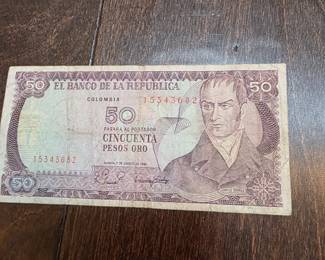 50 EL BANCO DE LA REPUBLICA 50
COLOMBIA 15343682
50
PAGARA AL PORTADOR
CINCUENTA
PESOS ORO
15343682
50